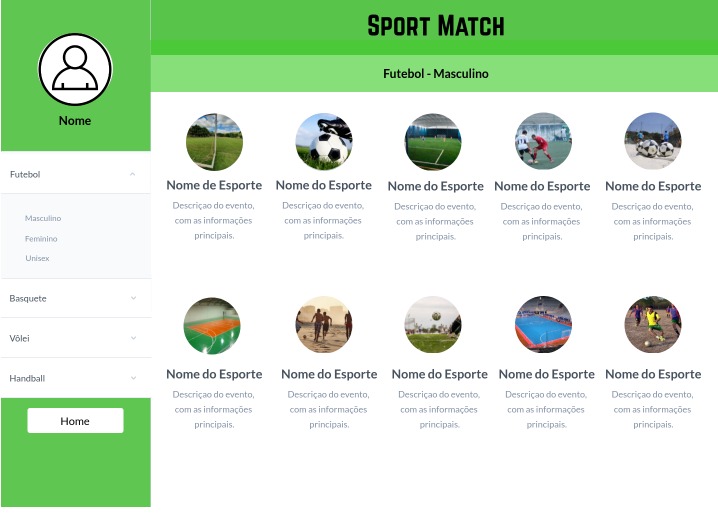 Sport Match
Futebol - Masculino
Nome
Futebol
Masculino
Feminino
Unisex
Basquete
Vôlei
Handball
Home
Nome de Esporte
Descriçao do evento,
com as informações
principais.
Nome do Esporte
Descriçao do evento,
com as informações
principais.
Nome do Esporte
Descriçao do evento,
com as informações
principais.
Nome do Esporte
Descriçao do evento,
com as informações
principais.
Nome do Esporte
Descriçao do evento,
com as informações
principais.
Nome do Esporte
Descriçao do evento,
com as informações
principais.
Nome do Esporte
Descriçao do evento,
com as informações
principais.
Nome do Esporte
Descriçao do evento,
com as informações
principais.
Nome do Esporte
Descriçao do evento,
com as informações
principais.
Nome do Esporte
Descriçao do evento,
com as informações
principais.